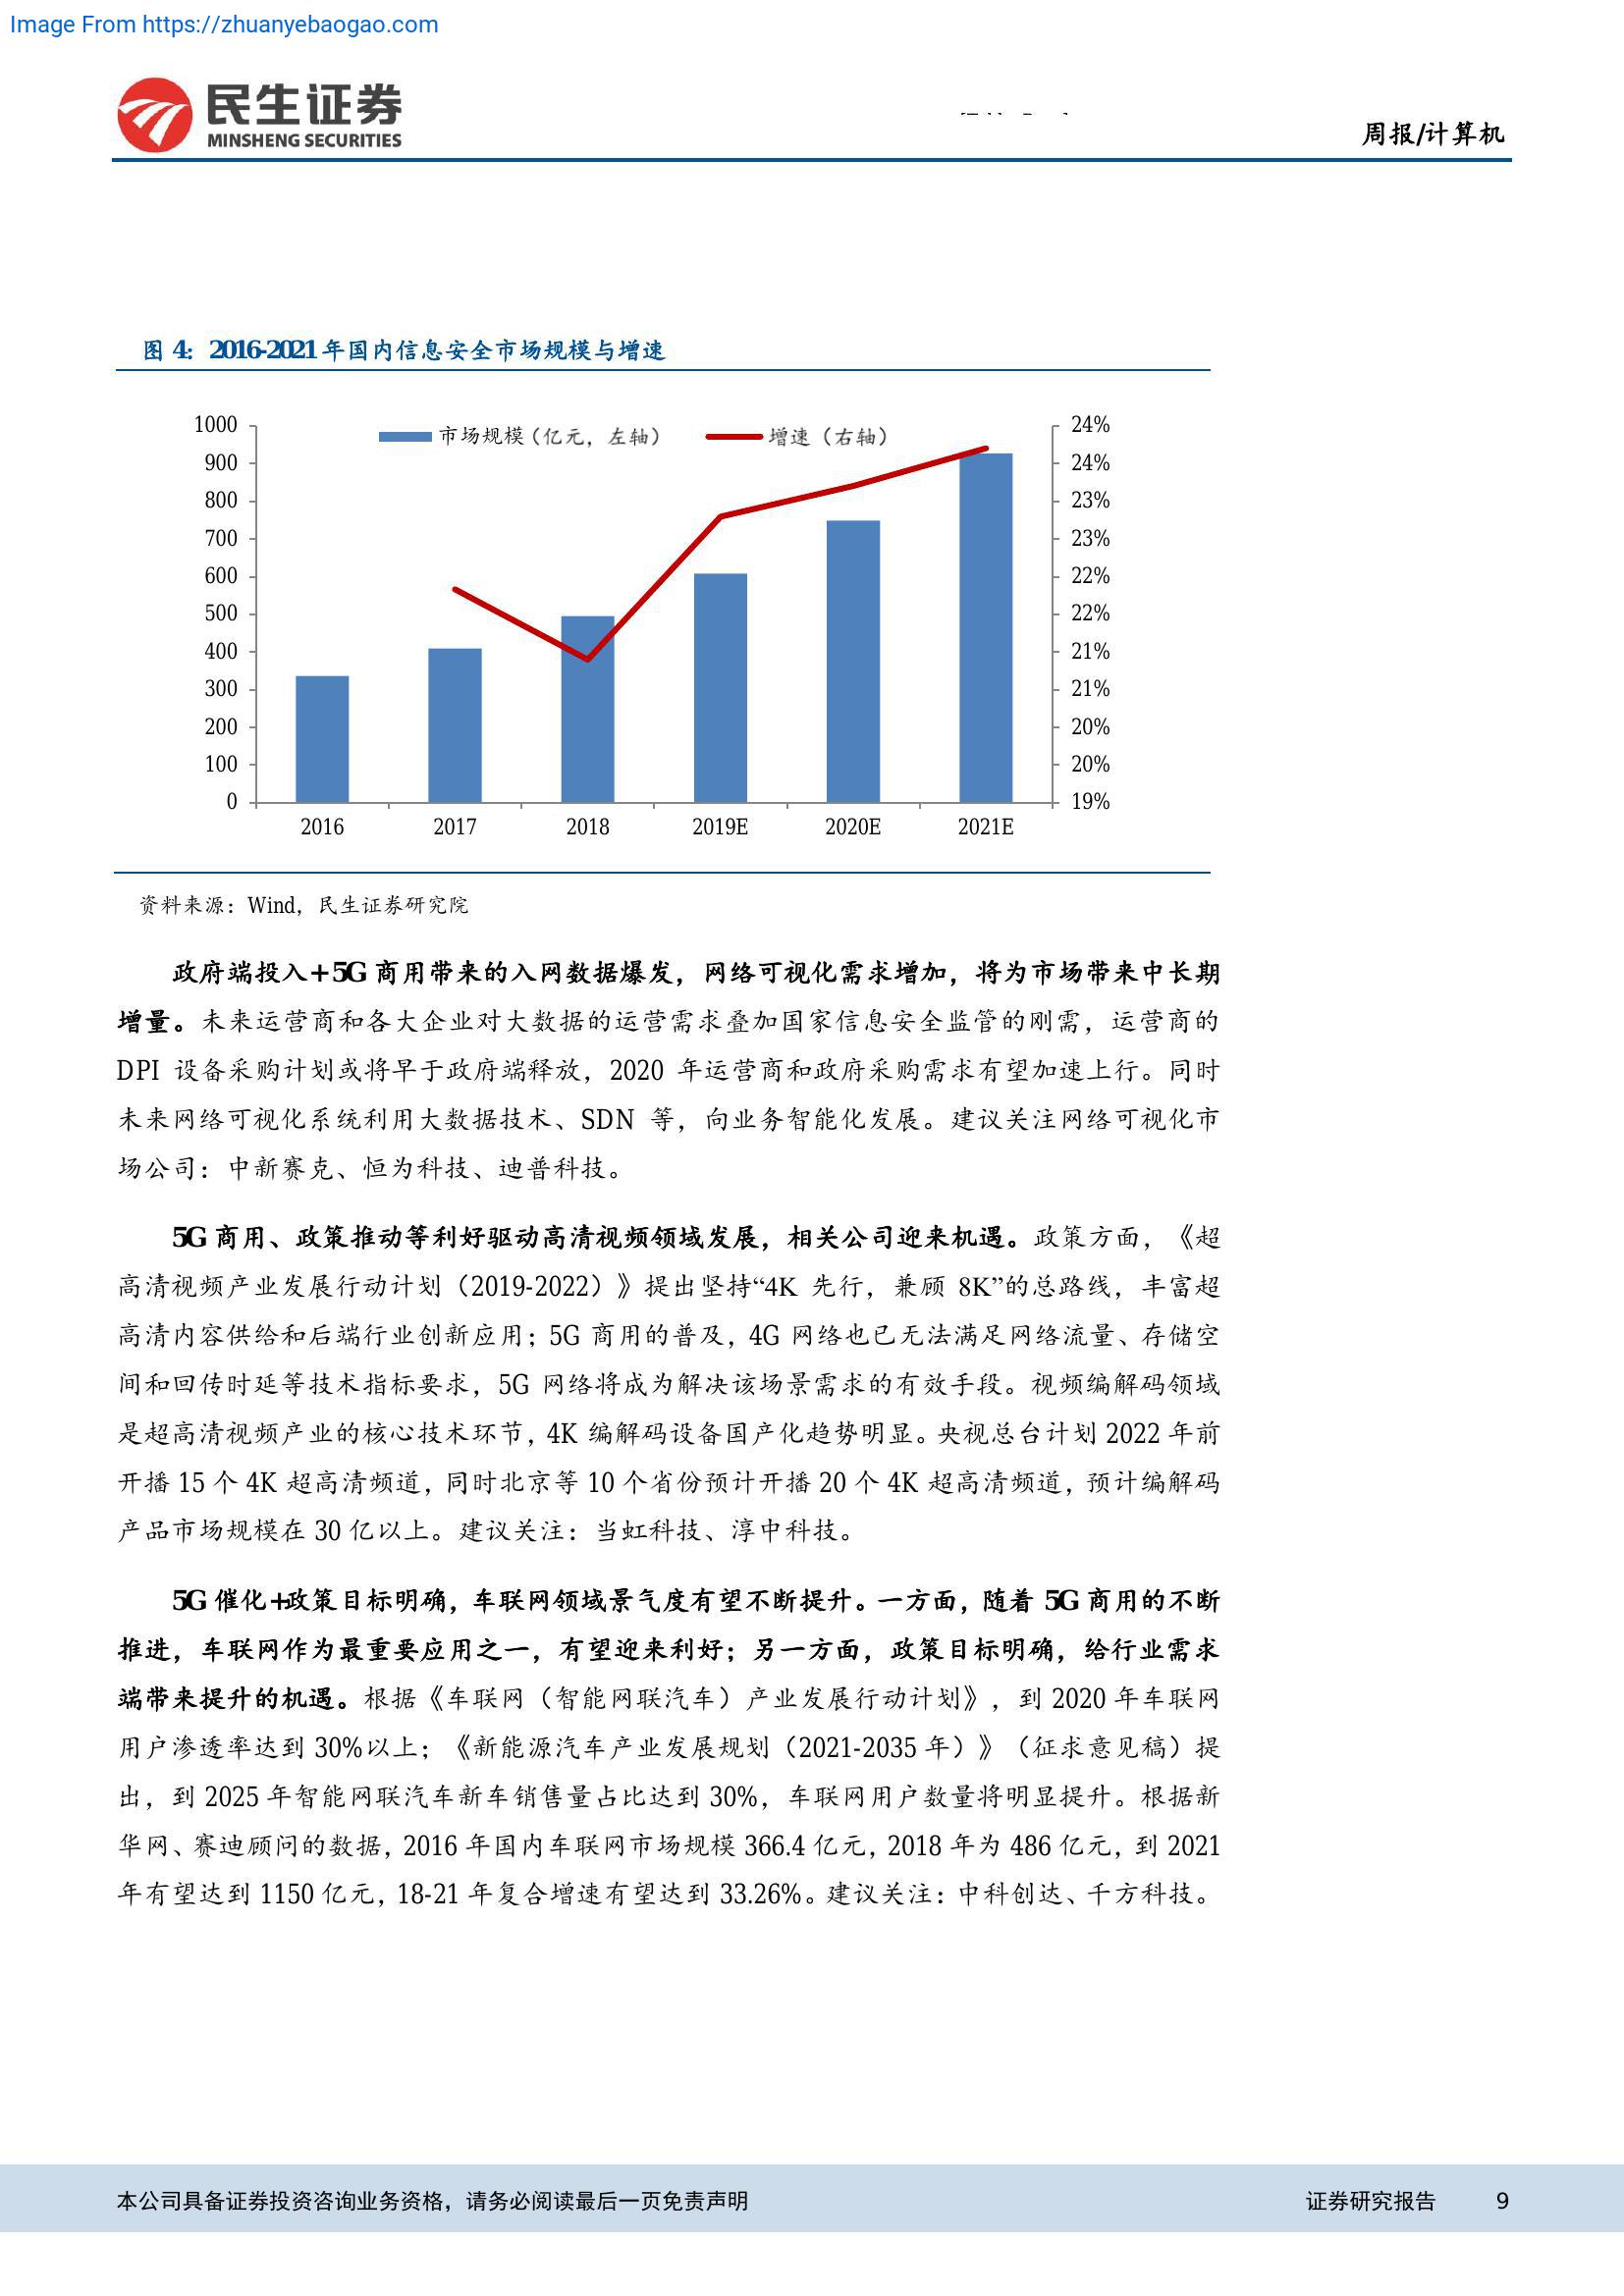 Image From https://zhuanyebaogao.com
民生证券
MINSHENG SECURITIES
周报/计算机
图 4：2016-2021 年国内信息安全市场规模与增速
市场规模（亿元，左轴）
增速（右轴）
1000
900
800
700
600
500
400
300
200
100
0
24%
24%
23%
23%
22%
22%
21%
21%
20%
20%
19%
2016 2017 2018 2019E 2020E 2021E
资料来源：Wind，民生证券研究院
政府端投入+5G 商用带来的入网数据爆发，网络可视化需求增加，将为市场带来中长期
增量。未来运营商和各大企业对大数据的运营需求叠加国家信息安全监管的刚需，运营商的
DPI 设备采购计划或将早于政府端释放，2020 年运营商和政府采购需求有望加速上行。同时
未来网络可视化系统利用大数据技术、SDN 等，向业务智能化发展。建议关注网络可视化市
场公司：中新赛克、恒为科技、迪普科技。
5G 商用、政策推动等利好驱动高清视频领域发展，相关公司迎来机遇。政策方面，《超
高清视频产业发展行动计划（2019-2022）》提出坚持“4K 先行，兼顾 8K”的总路线，丰富超
高清内容供给和后端行业创新应用；5G 商用的普及，4G 网络也已无法满足网络流量、存储空
间和回传时延等技术指标要求，5G 网络将成为解决该场景需求的有效手段。视频编解码领域
是超高清视频产业的核心技术环节，4K 编解码设备国产化趋势明显。央视总台计划 2022 年前
开播 15 个 4K 超高清频道，同时北京等 10 个省份预计开播 20 个 4K 超高清频道，预计编解码
产品市场规模在 30 亿以上。建议关注：当虹科技、淳中科技。
5G 催化+政策目标明确，车联网领域景气度有望不断提升。一方面，随着 5G 商用的不断
推进，车联网作为最重要应用之一，有望迎来利好；另一方面，政策目标明确，给行业需求
端带来提升的机遇。根据《车联网（智能网联汽车）产业发展行动计划》，到 2020 年车联网
用户渗透率达到 30%以上；《新能源汽车产业发展规划（2021-2035 年）》（征求意见稿）提
出，到 2025 年智能网联汽车新车销售量占比达到 30%，车联网用户数量将明显提升。根据新
华网、赛迪顾问的数据，2016 年国内车联网市场规模 366.4 亿元，2018 年为 486 亿元，到 2021
年有望达到 1150 亿元，18-21 年复合增速有望达到 33.26%。建议关注：中科创达、千方科技。
本公司具备证券投资咨询业务资格，请务必阅读最后一页免责声明
证券研究报告 9